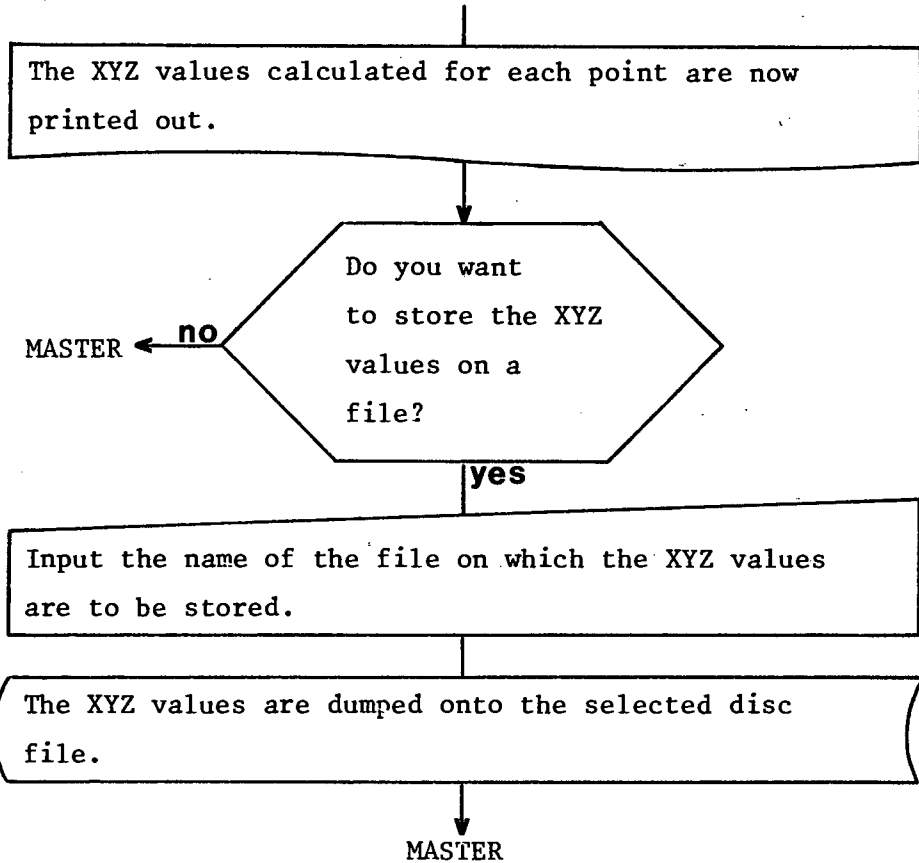 The XYZ values calculated for each point are now
printed out.
Do you want
to store the XYZ
values on a
file?
no
MASTER
yes
Input the name of the file on which the XYZ values
are to be stored.
The XYZ values are dumped onto the selected disc
file.
MASTER